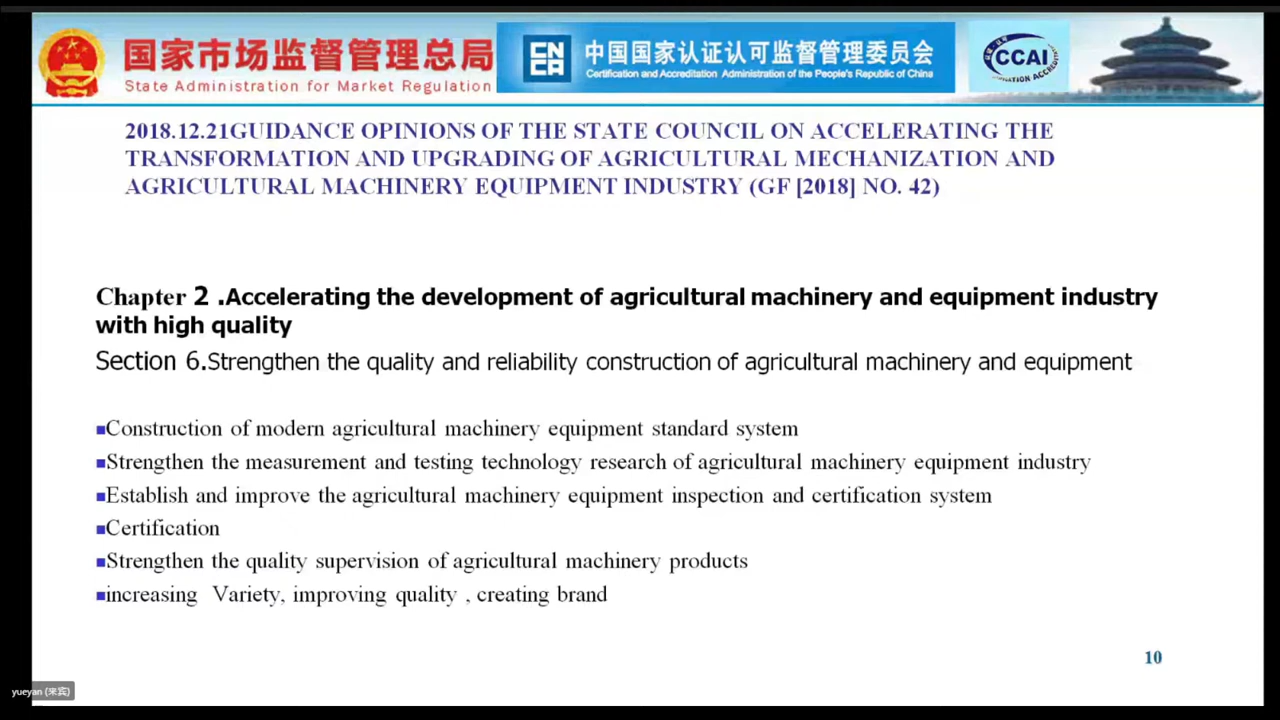 国家市场监督管理总局
State Administration for Market Regulation
CNCA
中国国家认证认可监督管理委员会
Certification and Accreditation Administration of the People's Republic of China
CCAI
2018.12.21GUIDANCE OPINIONS OF THE STATE COUNCIL ON ACCELERATING THE
TRANSFORMATION AND UPGRADING OF AGRICULTURAL MECHANIZATION AND
AGRICULTURAL MACHINERY EQUIPMENT INDUSTRY (GF [2018] NO. 42)
Chapter 2 .Accelerating the development of agricultural machinery and equipment industry
with high quality
Section 6.Strengthen the quality and reliability construction of agricultural machinery and equipment
■Construction of modern agricultural machinery equipment standard system
■Strengthen the measurement and testing technology research of agricultural machinery equipment industry
■Establish and improve the agricultural machinery equipment inspection and certification system
■Certification
■Strengthen the quality supervision of agricultural machinery products
■increasing Variety, improving quality , creating brand
10
yueyan (来宾)